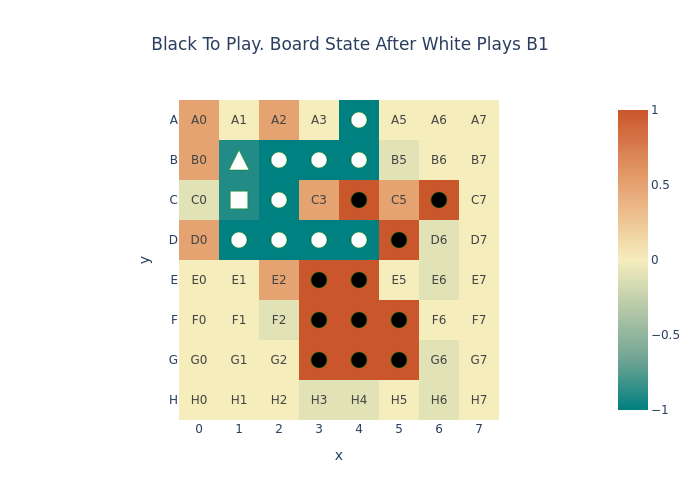 Black To Play. Board State After White Plays B1
A A0 A1 A2 A3 A5 A6 A7
B B0 B5 B6 B7
C C0 C3 C5 C7
D D0 D6 D7
E E0 E1 E2 E5 E6 E7
F F0 F1 F2 F6 F7
G G0 G1 G2 G6 G7
H H0 H1 H2 H3 H4 H5 H6 H7
0 1 2 3 4 5 6 7
x
y
1
0.5
0
−0.5
−1